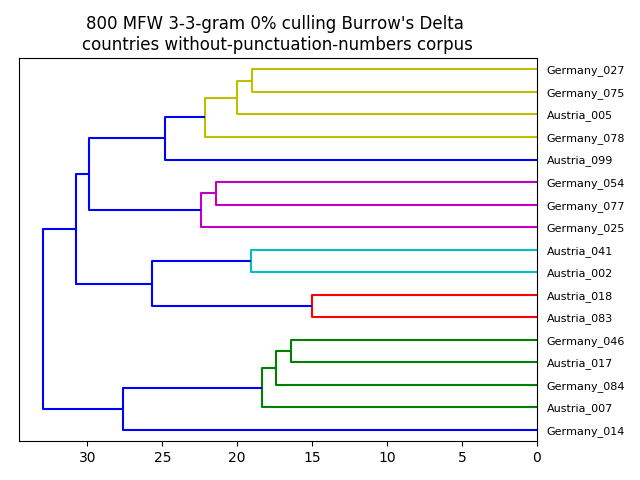 800 MFW 3-3-gram 0% culling Burrow's Delta
countries without-punctuation-numbers corpus
Germany_027
Germany_075
Austria_005
Germany_078
Austria_099
Germany_054
Germany_077
Germany_025
Austria_041
Austria_002
Austria_018
Austria_083
Germany_046
Austria_017
Germany_084
Austria_007
Germany_014
30 25 20 15 10 5 0